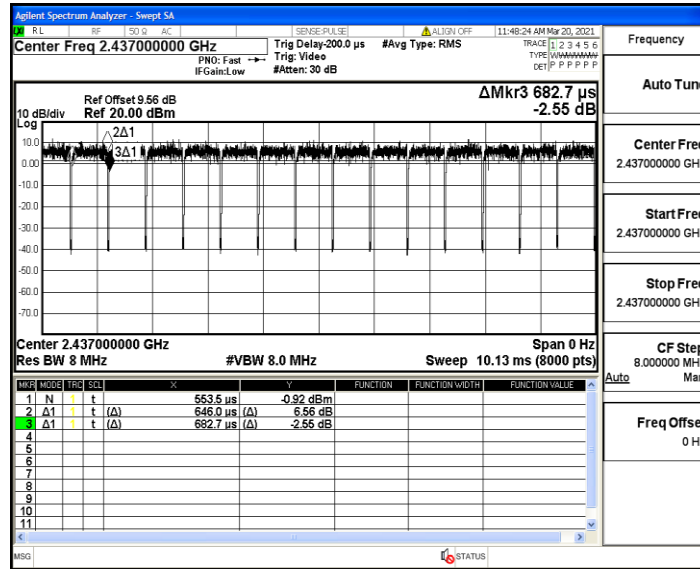 Agilent Spectrum Analyzer - Swept SA
RL RF 50 Ω AC SENSE:PULSE ALIGN OFF 11:48:24 AM Mar 20, 2021
Center Freq 2.437000000 GHz
PNO: Fast
IFGain:Low
Trig Delay-200.0 µs
Trig: Video
#Atten: 30 dB
#Avg Type: RMS
TRACE 1 2 3 4 5 6
TYPE
DET P P P P P P
Ref Offset 9.56 dB
Ref 20.00 dBm
10 dB/div
Log
ΔMkr3 682.7 µs
-2.55 dB
2Δ1
3Δ1
10.0
0.00
-10.0
-20.0
-30.0
-40.0
-50.0
-60.0
-70.0
Center 2.437000000 GHz Span 0 Hz
Res BW 8 MHz #VBW 8.0 MHz Sweep 10.13 ms (8000 pts)
MKR MODE TRC SCL X Y FUNCTION FUNCTION WIDTH FUNCTION VALUE
1 N 1 t 553.5 µs -0.92 dBm
2 Δ1 1 t (Δ) 646.0 µs (Δ) 6.56 dB
3 Δ1 1 t (Δ) 682.7 µs (Δ) -2.55 dB
4
5
6
7
8
9
10
11
MSG STATUS
Frequency
Auto Tun
Center Fre
2.437000000 GH
Start Fre
2.437000000 GH
Stop Fre
2.437000000 GH
CF Step
8.000000 MH
Auto Ma
Freq Offse
0 H